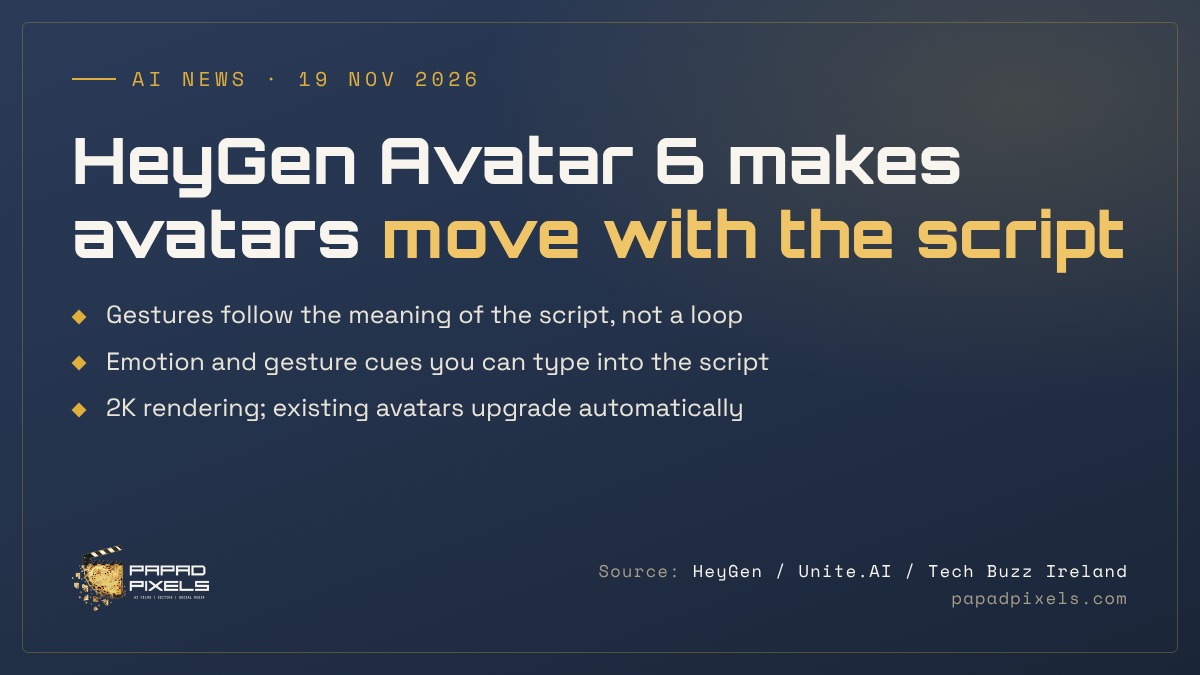 AI NEWS · 19 NOV 2026
HeyGen Avatar 6 makes
avatars move with the script
Gestures follow the meaning of the script, not a loop
Emotion and gesture cues you can type into the script
2K rendering; existing avatars upgrade automatically
PAPAD
PIXELS
Source: HeyGen / Unite.AI / Tech Buzz Ireland
papadpixels.com